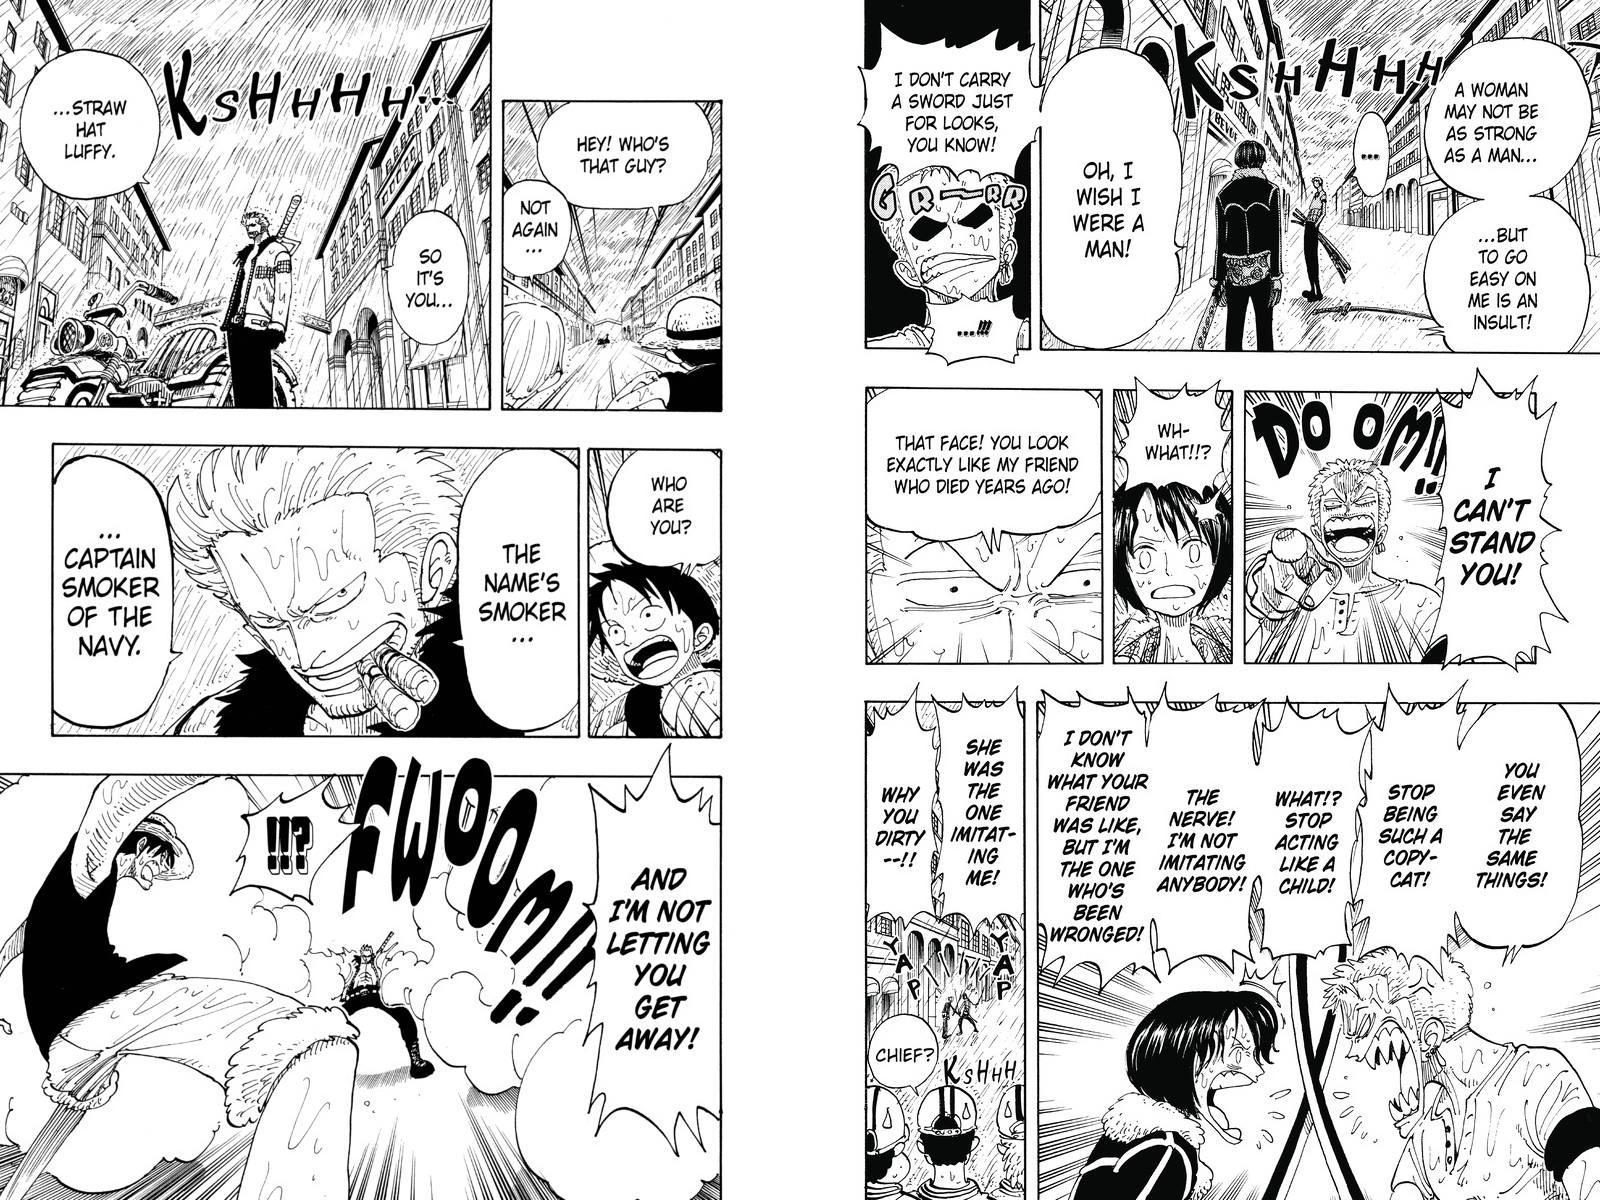 KSHHHHH
A WOMAN
MAY NOT BE
AS STRONG
AS A MAN...
...BUT
TO GO
EASY ON
ME IS AN
INSULT!
...
OH, I
WISH I
WERE A
MAN!
I DON'T CARRY
A SWORD JUST
FOR LOOKS,
YOU KNOW!
GR—RR
...!!!
I
CAN'T
STAND
YOU!
DOOM!!
WH-
WHAT!!?
THAT FACE! YOU LOOK
EXACTLY LIKE MY FRIEND
WHO DIED YEARS AGO!
YOU
EVEN
SAY
THE
SAME
THINGS!
STOP
BEING
SUCH A
COPY-
CAT!
WHAT!?
STOP
ACTING
LIKE A
CHILD!
THE
NERVE!
I'M NOT
IMITATING
ANYBODY!
I DON'T
KNOW
WHAT YOUR
FRIEND
WAS LIKE,
BUT I'M
THE ONE
WHO'S
BEEN
WRONGED!
SHE
WAS
THE
ONE
IMITAT-
ING
ME!
WHY
YOU
DIRTY
--!!
YAP
YAP
CHIEF?
KSHHH
HEY! WHO'S
THAT GUY?
NOT
AGAIN
...
KSHHHHH...
SO
IT'S
YOU...
...STRAW
HAT
LUFFY.
WHO
ARE
YOU?
THE
NAME'S
SMOKER
...
...
CAPTAIN
SMOKER
OF THE
NAVY.
AND
I'M NOT
LETTING
YOU
GET
AWAY!
FWOOM!!
!!?